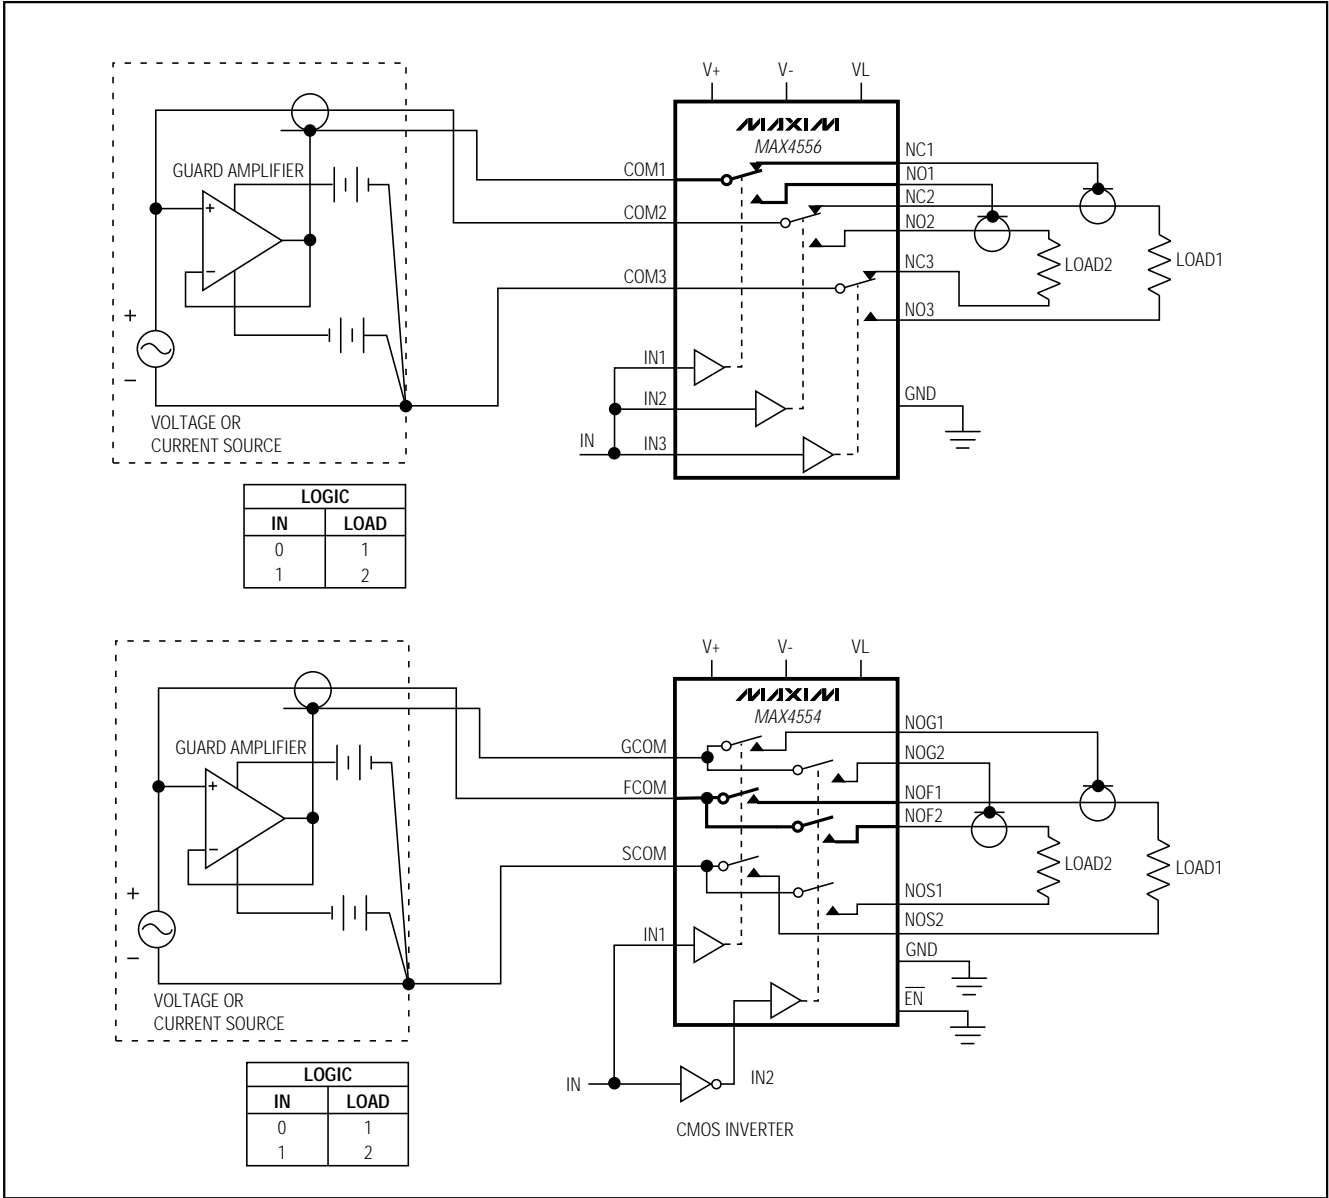 V+ V- VL
MAXIM
MAX4556
GUARD AMPLIFIER
+
−
+
−
VOLTAGE OR
CURRENT SOURCE
COM1
COM2
COM3
IN1
IN2
IN3
IN
NC1
NO1
NC2
NO2
NC3
NO3
GND
LOAD2
LOAD1
LOGIC
IN LOAD
0 1
1 2
V+ V- VL
MAXIM
MAX4554
GUARD AMPLIFIER
+
−
+
−
VOLTAGE OR
CURRENT SOURCE
GCOM
FCOM
SCOM
IN1
NOG1
NOG2
NOF1
NOF2
NOS1
NOS2
GND
EN
LOAD2
LOAD1
IN
IN2
CMOS INVERTER
LOGIC
IN LOAD
0 1
1 2